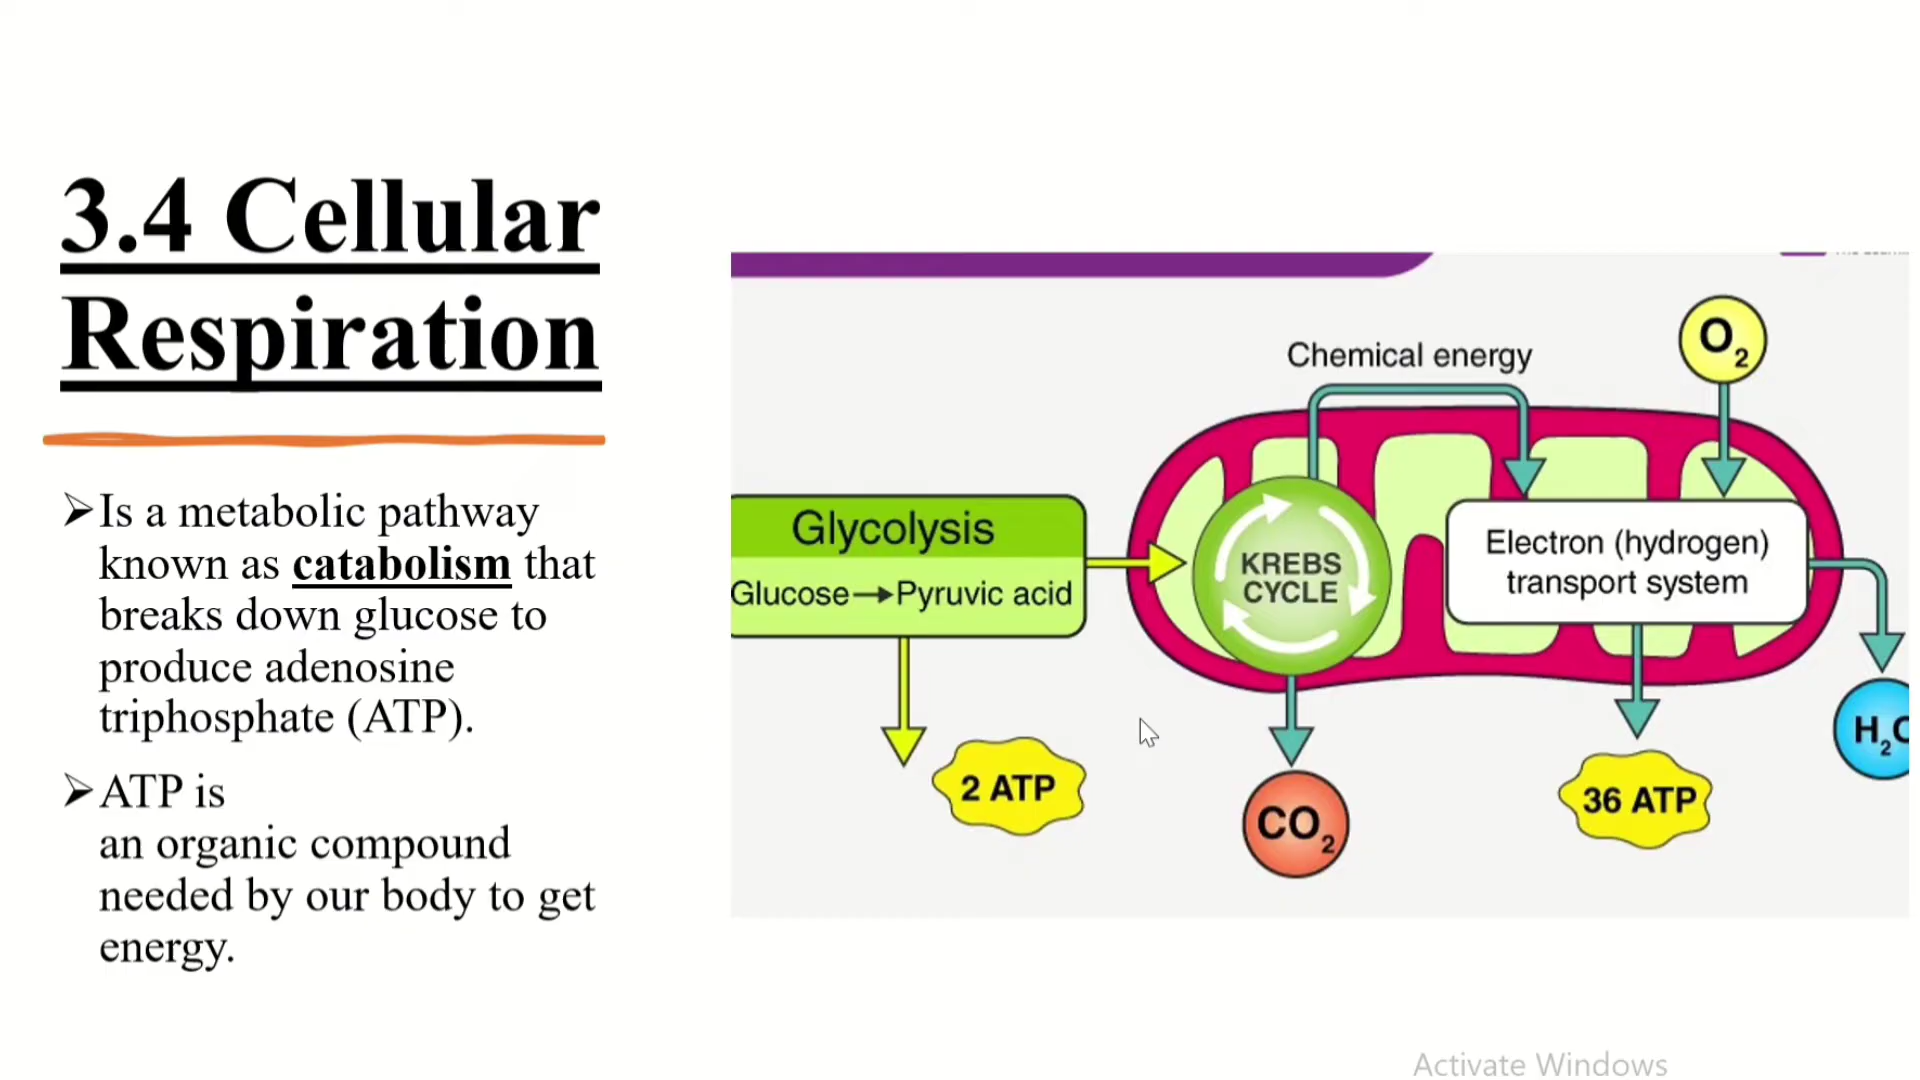 3.4 Cellular
Respiration
➢Is a metabolic pathway
known as catabolism that
breaks down glucose to
produce adenosine
triphosphate (ATP).
➢ATP is
an organic compound
needed by our body to get
energy.
Chemical energy
O₂
Glycolysis
Glucose→Pyruvic acid
KREBS
CYCLE
Electron (hydrogen)
transport system
2 ATP
CO₂
36 ATP
H₂O
Activate Windows